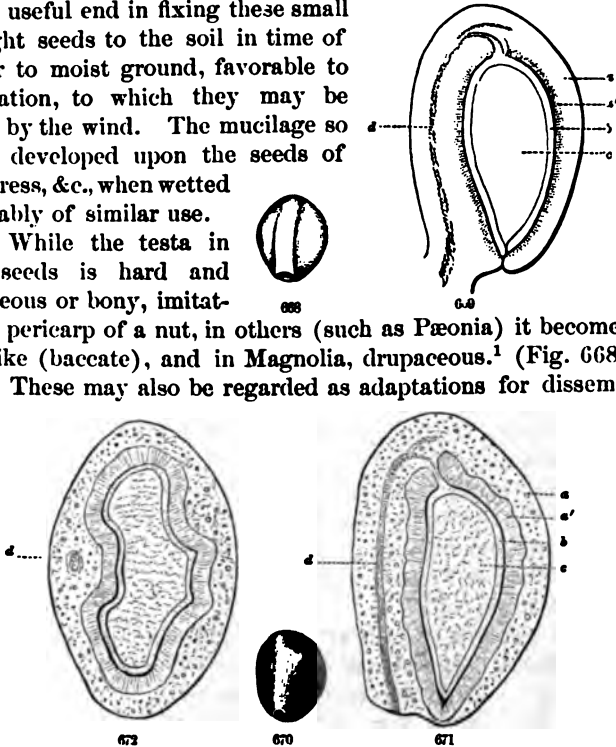 useful end in fixing these small
ght seeds to the soil in time of
r to moist ground, favorable to
ation, to which they may be
by the wind. The mucilage so
developed upon the seeds of
ress, &c., when wetted
ably of similar use.
While the testa in
seeds is hard and
eous or bony, imitat-
pericarp of a nut, in others (such as Pæonia) it become
ike (baccate), and in Magnolia, drupaceous.¹ (Fig. 668
These may also be regarded as adaptations for dissem
d
b
c
668
d
a
a'
b
c
d
672
670
671